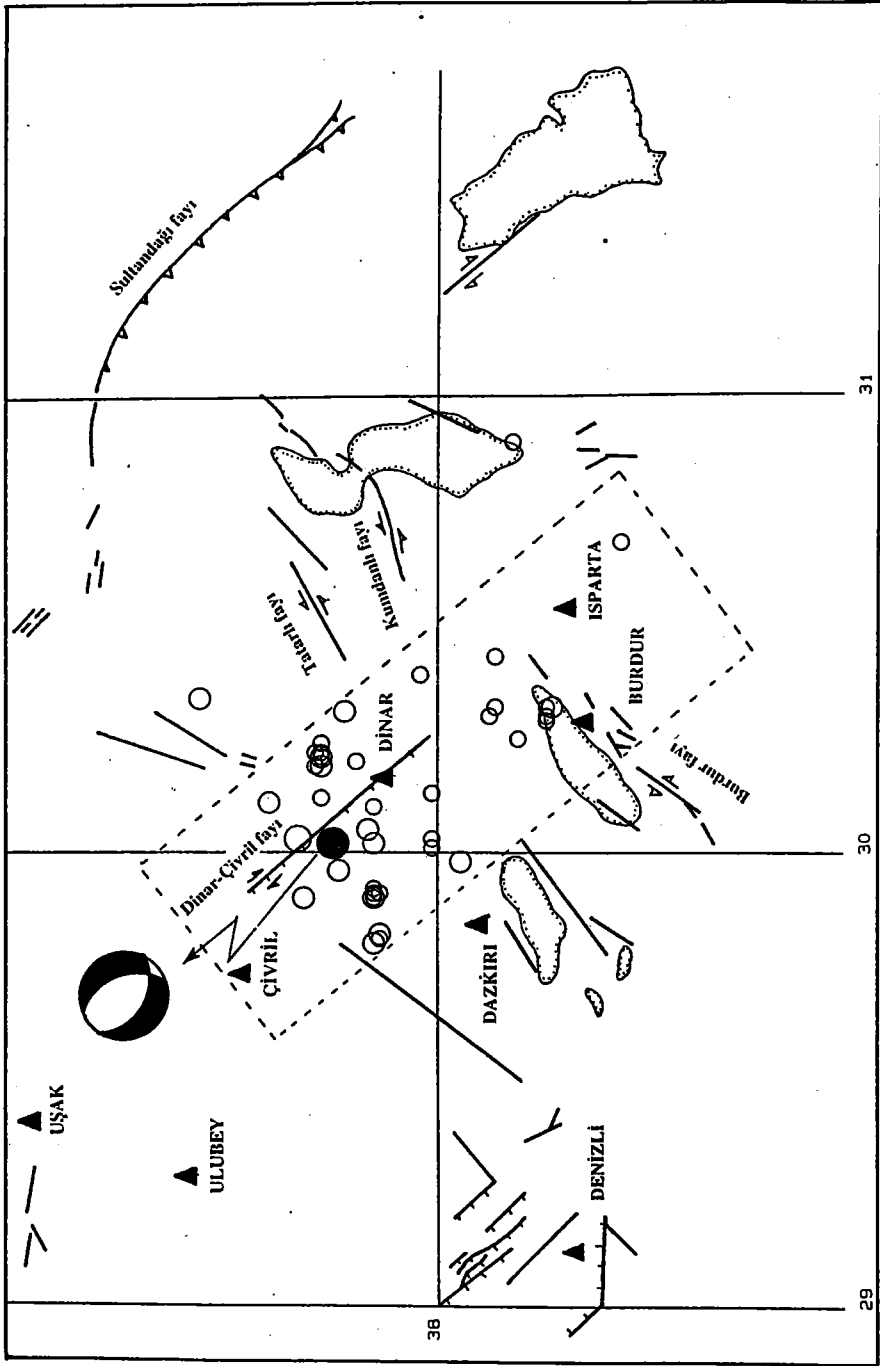 Sultandağı fayı
Tatarlı fayı
Kumdanlı fayı
Dinar-Çivril fayı
Burdur fayı
UŞAK
ULUBEY
ÇİVRİL
DİNAR
DAZKIRI
DENİZLİ
ISPARTA
BURDUR
38
29
30
31